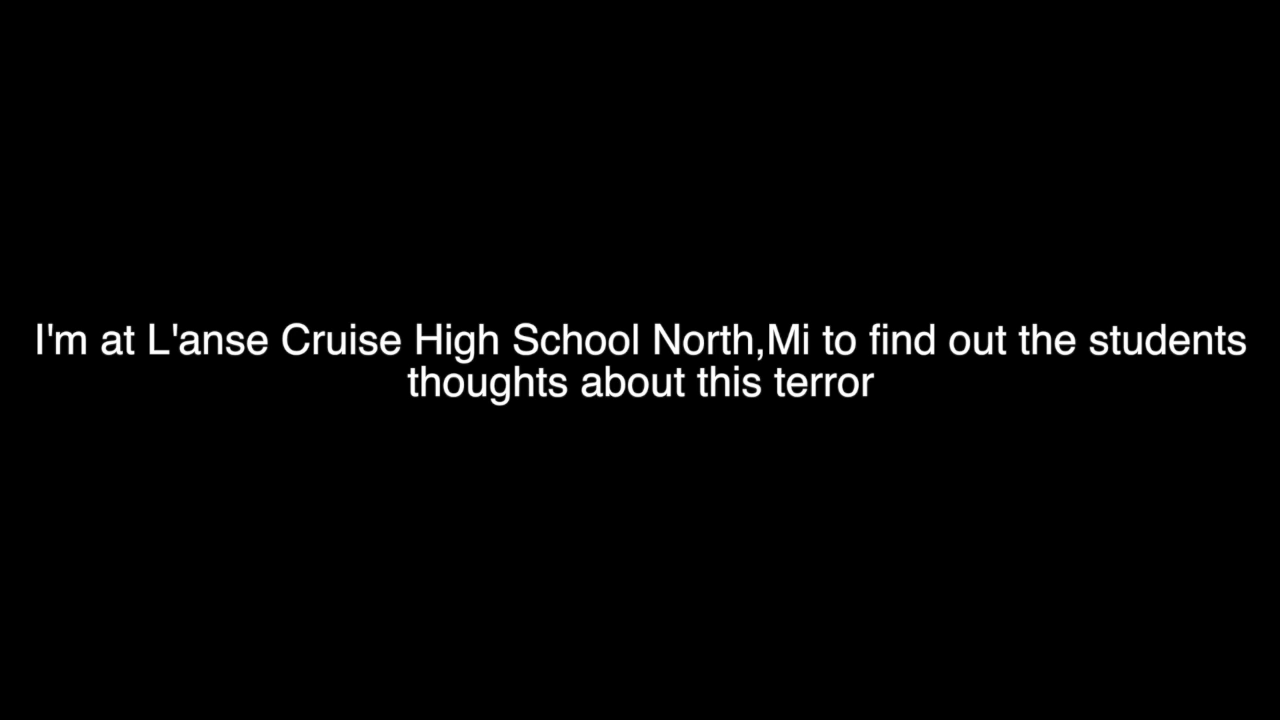 I'm at L'anse Cruise High School North,Mi to find out the students
thoughts about this terror